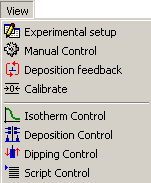 View
Experimental setup
Manual Control
Deposition feedback
Calibrate
Isotherm Control
Deposition Control
Dipping Control
Script Control